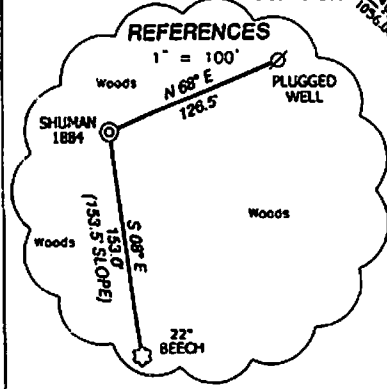 REFERENCES
1" = 100'
Woods
N 68° E
126.5'
PLUGGED
WELL
SHUMAN
1884
Woods
Woods
S 08° E
153.0'
(153.5' SLOPE)
22"
BEECH